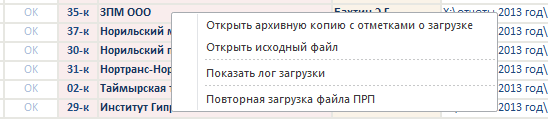 OK 35-к ЗПМ ООО Бактин Э.Г. X:\отчеты 2013 год\
Открыть архивную копию с отметками о загрузке
OK 37-к Норильский 2013 год\
Открыть исходный файл
OK 30-к Норильский 2013 год\
Показать лог загрузки
OK 31-к Нортранс-Нор 2013 год\
OK 02-к Таймырская т 2013 год\
Повторная загрузка файла ПРП
OK 29-к Институт Гипр 2013 год\